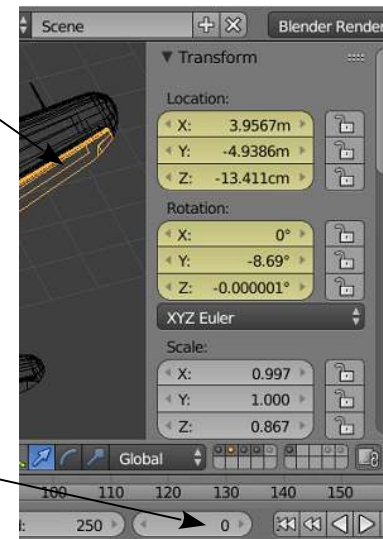 Scene Blender Render
Transform
Location:
X: 3.9567m
Y: -4.9386m
Z: -13.411cm
Rotation:
X: 0°
Y: -8.69°
Z: -0.000001°
XYZ Euler
Scale:
X: 0.997
Y: 1.000
Z: 0.867
Global
100 110 120 130 140 150
250 0